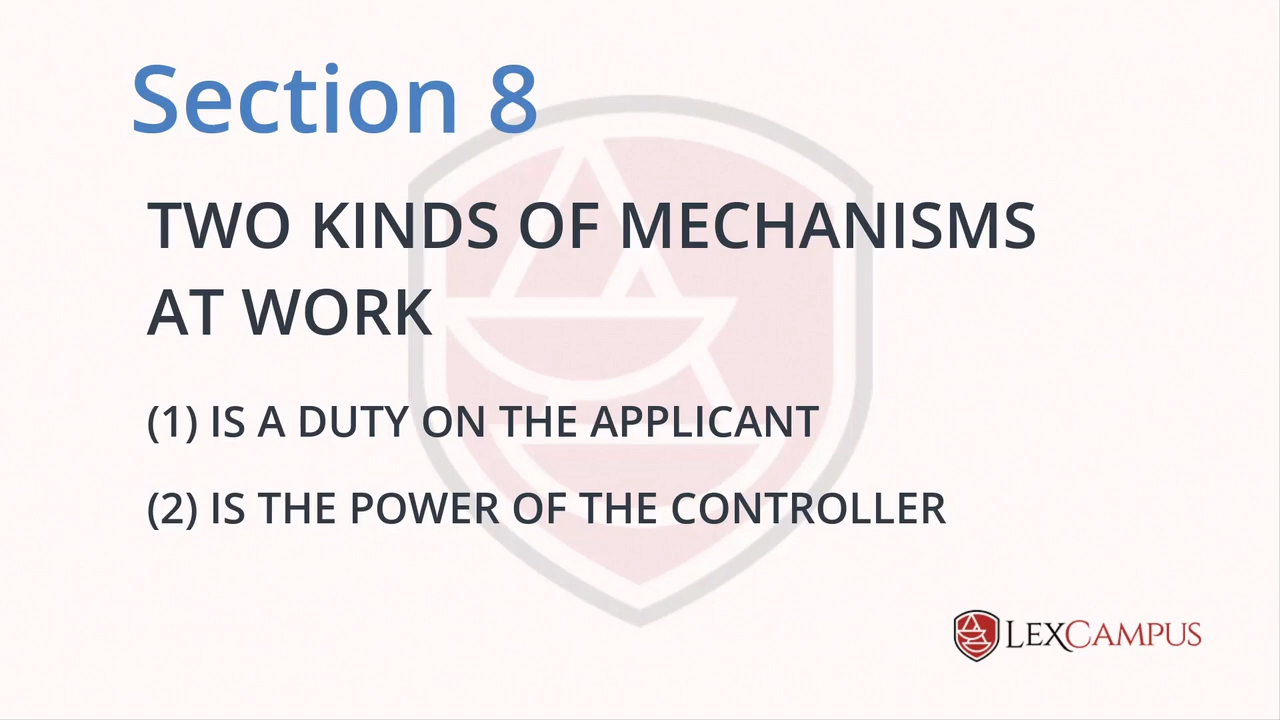 Section 8
TWO KINDS OF MECHANISMS
AT WORK
(1) IS A DUTY ON THE APPLICANT
(2) IS THE POWER OF THE CONTROLLER
LEXCAMPUS